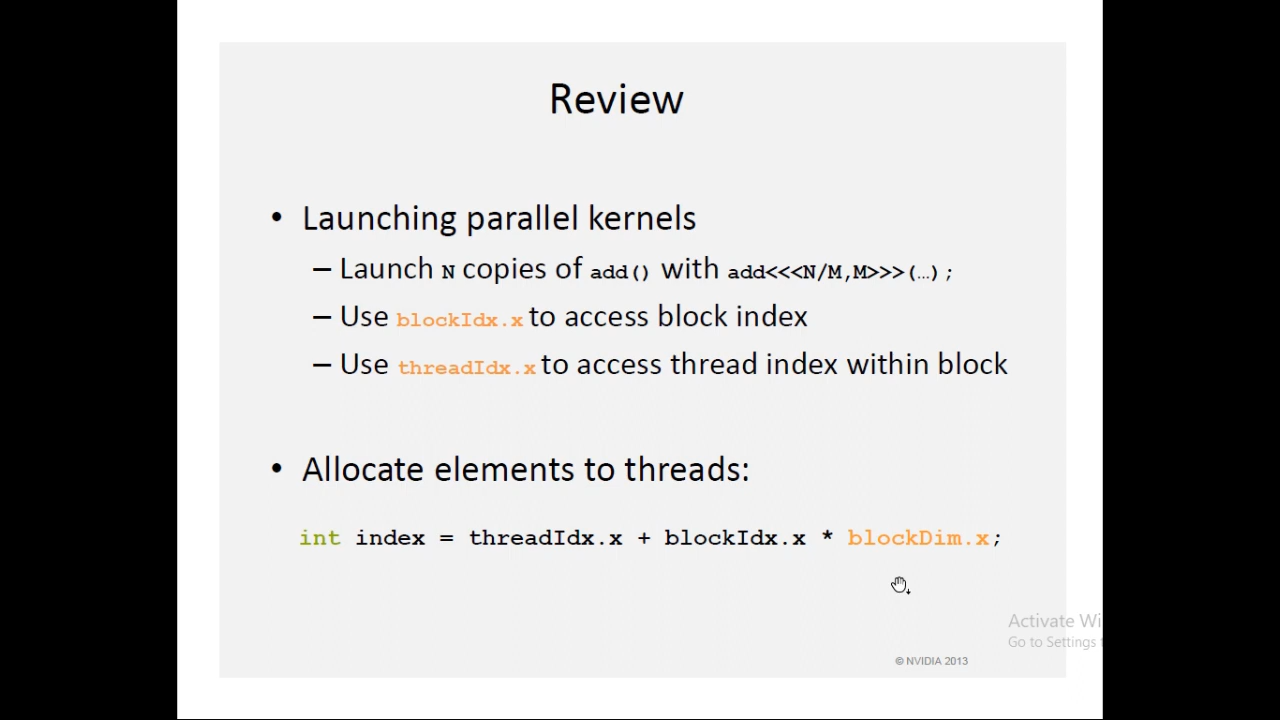 Review
• Launching parallel kernels
– Launch N copies of add() with add<<<N/M,M>>>(…);
– Use blockIdx.x to access block index
– Use threadIdx.x to access thread index within block
• Allocate elements to threads:
int index = threadIdx.x + blockIdx.x * blockDim.x;
Activate Wi
Go to Settings
© NVIDIA 2013